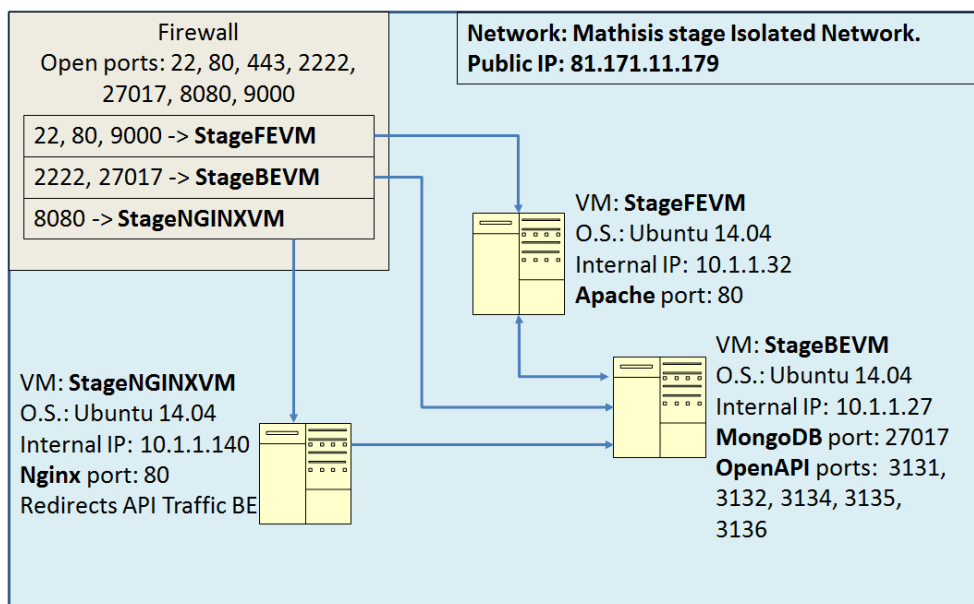 Firewall
Open ports: 22, 80, 443, 2222,
27017, 8080, 9000
22, 80, 9000 -> StageFEVM
2222, 27017 -> StageBEVM
8080 -> StageNGINXVM
Network: Mathisis stage Isolated Network.
Public IP: 81.171.11.179
VM: StageFEVM
O.S.: Ubuntu 14.04
Internal IP: 10.1.1.32
Apache port: 80
VM: StageBEVM
O.S.: Ubuntu 14.04
Internal IP: 10.1.1.27
MongoDB port: 27017
OpenAPI ports: 3131,
3132, 3134, 3135,
3136
VM: StageNGINXVM
O.S.: Ubuntu 14.04
Internal IP: 10.1.1.140
Nginx port: 80
Redirects API Traffic BE